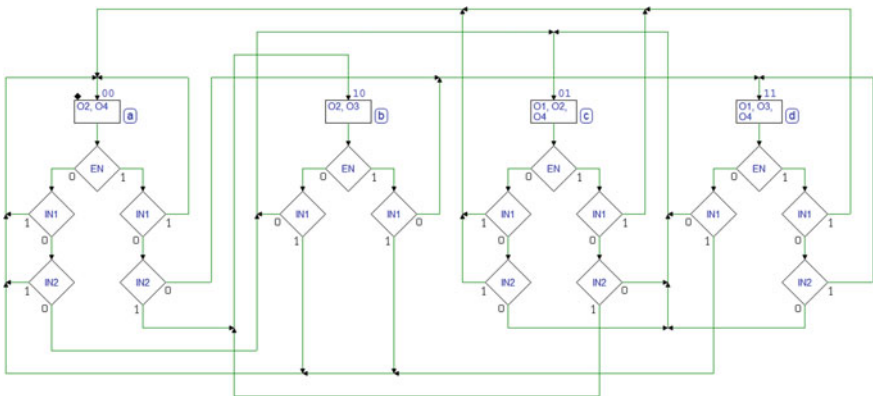 00 10 01 11
O2, O4 a O2, O3 b O1, O2, O4 c O1, O3, O4 d
EN EN EN EN
0 1 0 1 0 1 0 1
IN1 IN1 IN1 IN1 IN1 IN1 IN1 IN1
1 0 0 1 0 1 1 0 1 0 0 1 0 1 0 1
IN2 IN2 IN2 IN2 IN2
1 0 0 1 1 0 1 0 0 1